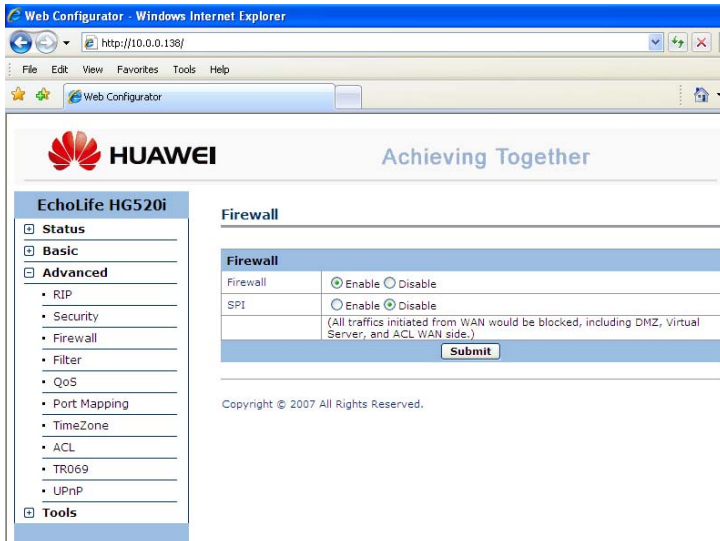 Web Configurator - Windows Internet Explorer
http://10.0.0.138/
File Edit View Favorites Tools Help
Web Configurator
HUAWEI
Achieving Together
EchoLife HG520i
Status
Basic
Advanced
RIP
Security
Firewall
Filter
QoS
Port Mapping
TimeZone
ACL
TR069
UPnP
Tools
Firewall
Firewall
Firewall Enable Disable
SPI Enable Disable
(All traffics initiated from WAN would be blocked, including DMZ, Virtual
Server, and ACL WAN side.)
Submit
Copyright © 2007 All Rights Reserved.